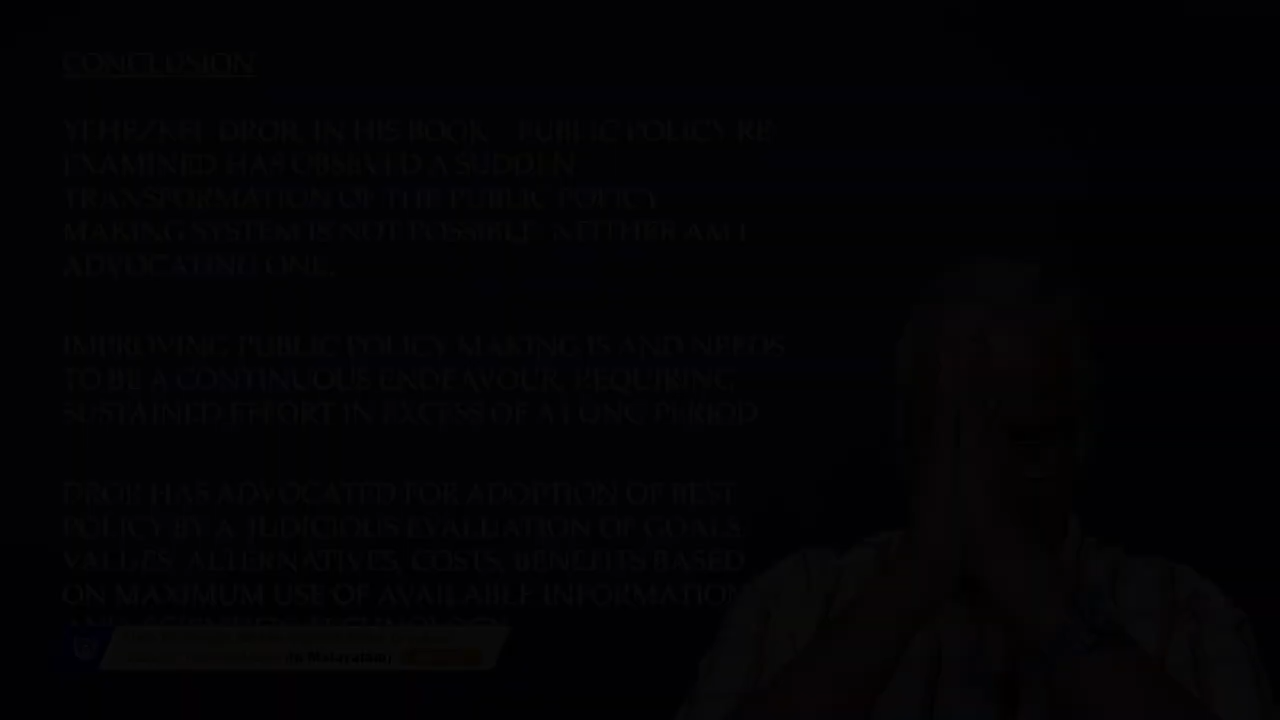 CONCLUSION
YEHEZKEL DROR, IN HIS BOOK PUBLIC POLICY RE
EXAMINED HAS OBSERVED A SUDDEN
TRANSFORMATION OF THE PUBLIC POLICY
MAKING SYSTEM IS NOT POSSIBLE. NEITHER AM I
ADVOCATING ONE.
IMPROVING PUBLIC POLICY MAKING IS AND NEEDS
TO BE A CONTINUOUS ENDEAVOUR, REQUIRING
SUSTAINED EFFORT IN EXCESS OF A LONG PERIOD
DROR HAS ADVOCATED FOR ADOPTION OF BEST
POLICY BY A JUDICIOUS EVALUATION OF GOALS,
VALUES, ALTERNATIVES, COSTS, BENEFITS BASED
ON MAXIMUM USE OF AVAILABLE INFORMATION
(in Malayalam)